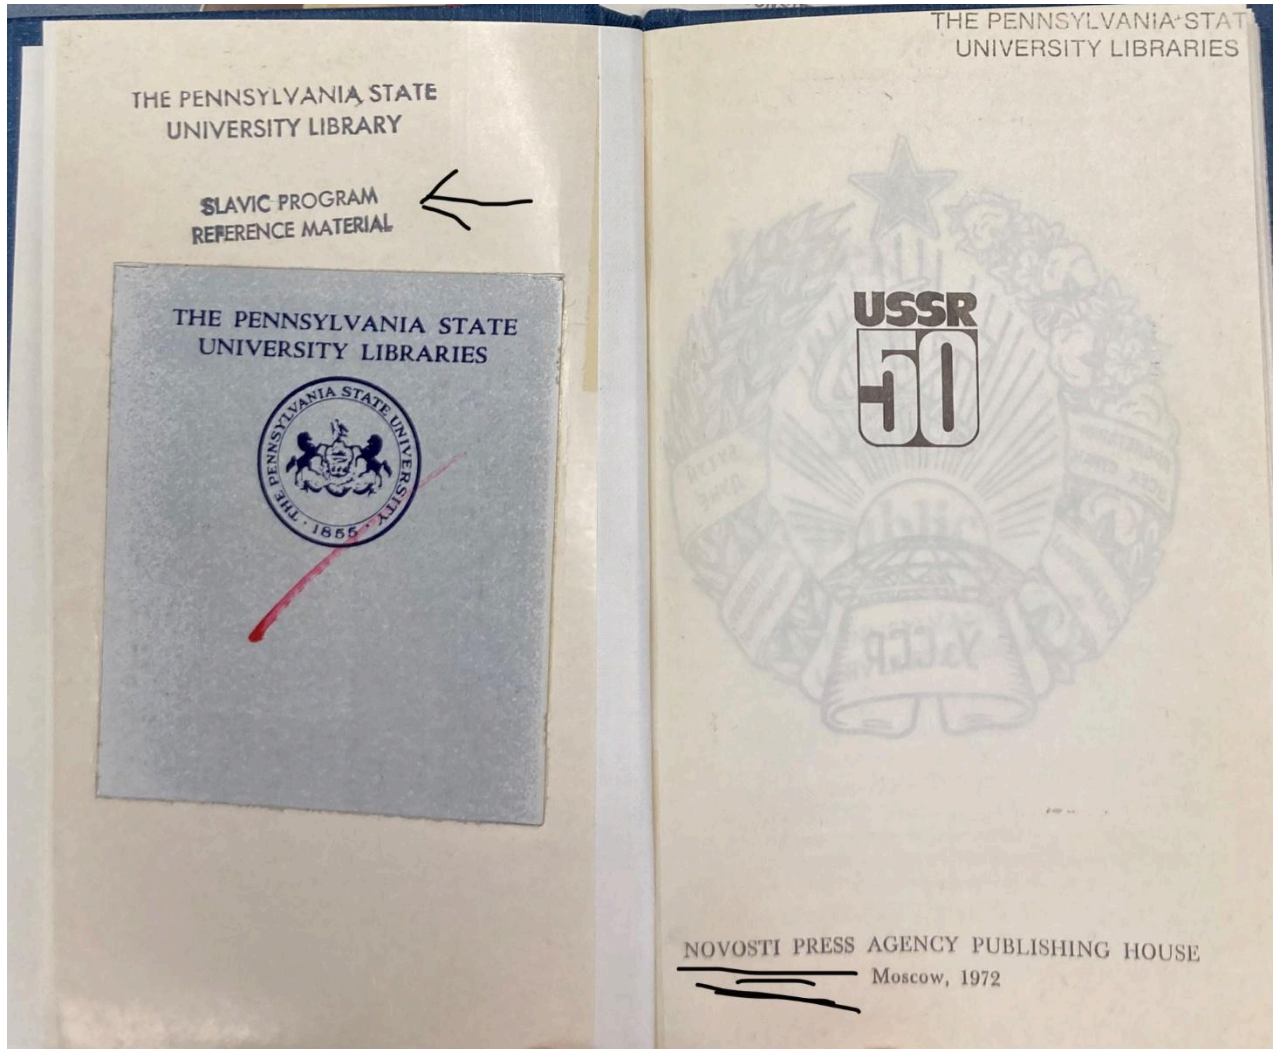 THE PENNSYLVANIA STATE
UNIVERSITY LIBRARY
SLAVIC PROGRAM
REFERENCE MATERIAL
THE PENNSYLVANIA STATE
UNIVERSITY LIBRARIES
THE PENNSYLVANIA STATE UNIVERSITY
1855
THE PENNSYLVANIA STAT
UNIVERSITY LIBRARIES
USSR
50
УзССР
NOVOSTI PRESS AGENCY PUBLISHING HOUSE
Moscow, 1972